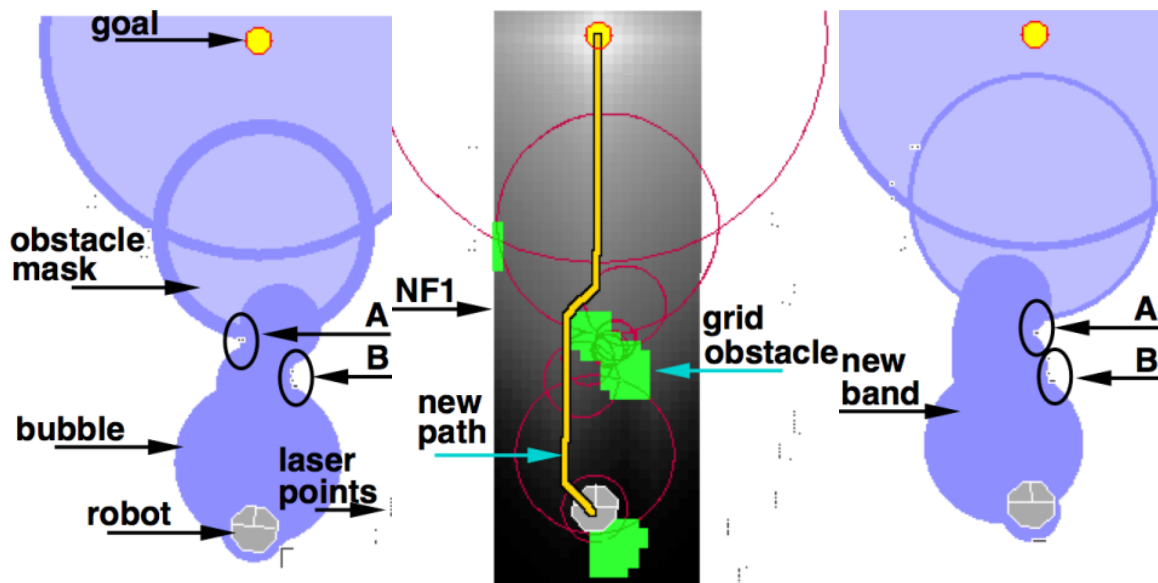 goal
obstacle
mask
A
B
bubble
laser
points
robot
NF1
grid
obstacle
new
path
A
B
new
band